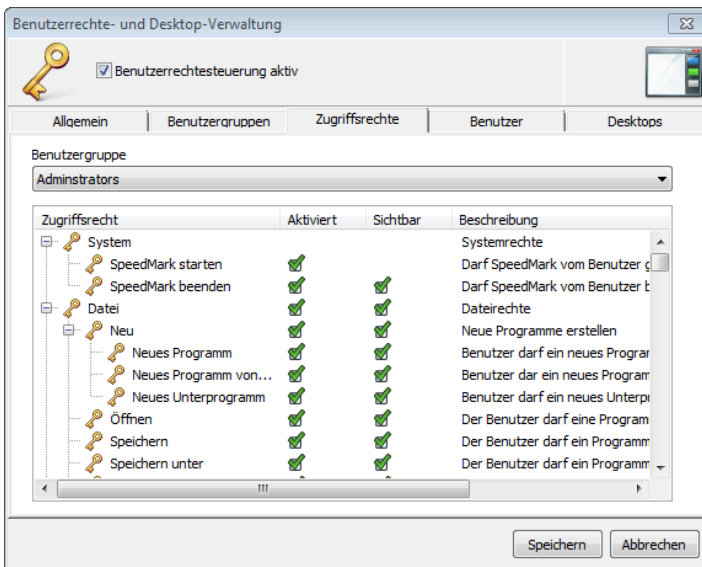 Benutzerrechte- und Desktop-Verwaltung
Benutzerrechtesteuerung aktiv
Allgemein Benutzergruppen Zugriffsrechte Benutzer Desktops
Benutzergruppe
Adminstrators
Zugriffsrecht Aktiviert Sichtbar Beschreibung
System Systemrechte
SpeedMark starten Darf SpeedMark vom Benutzer g
SpeedMark beenden Darf SpeedMark vom Benutzer b
Datei Dateirechte
Neu Neue Programme erstellen
Neues Programm Benutzer darf ein neues Prograr
Neues Programm von... Benutzer dar ein neues Program
Neues Unterprogramm Benutzer darf ein neues Unterp
Öffnen Der Benutzer darf eine Program
Speichern Der Benutzer darf ein Programm
Speichern unter Der Benutzer darf ein Programm
Speichern Abbrechen